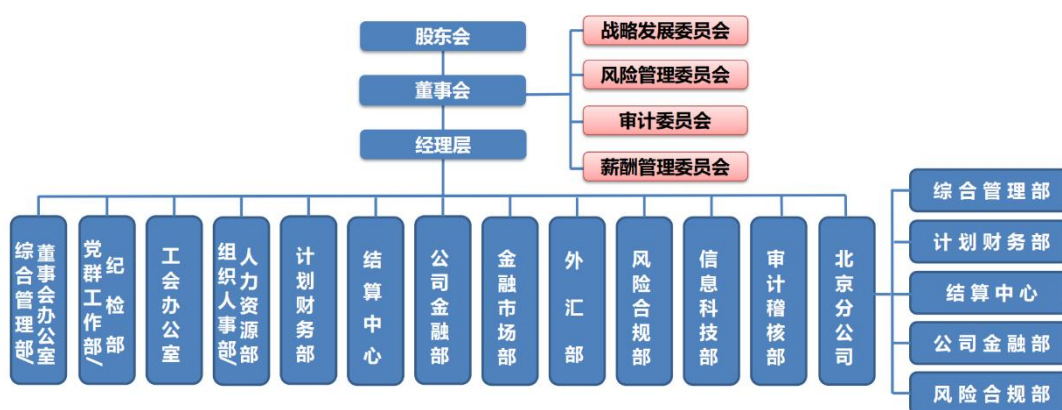 股东会
董事会
经理层
战略发展委员会
风险管理委员会
审计委员会
薪酬管理委员会
综合管理部/
董事会办公室
党群工作部/
纪检部
工会办公室
组织人事部/
人力资源部
计划财务部
结算中心
公司金融部
金融市场部
外汇部
风险合规部
信息科技部
审计稽核部
北京分公司
综合管理部
计划财务部
结算中心
公司金融部
风险合规部